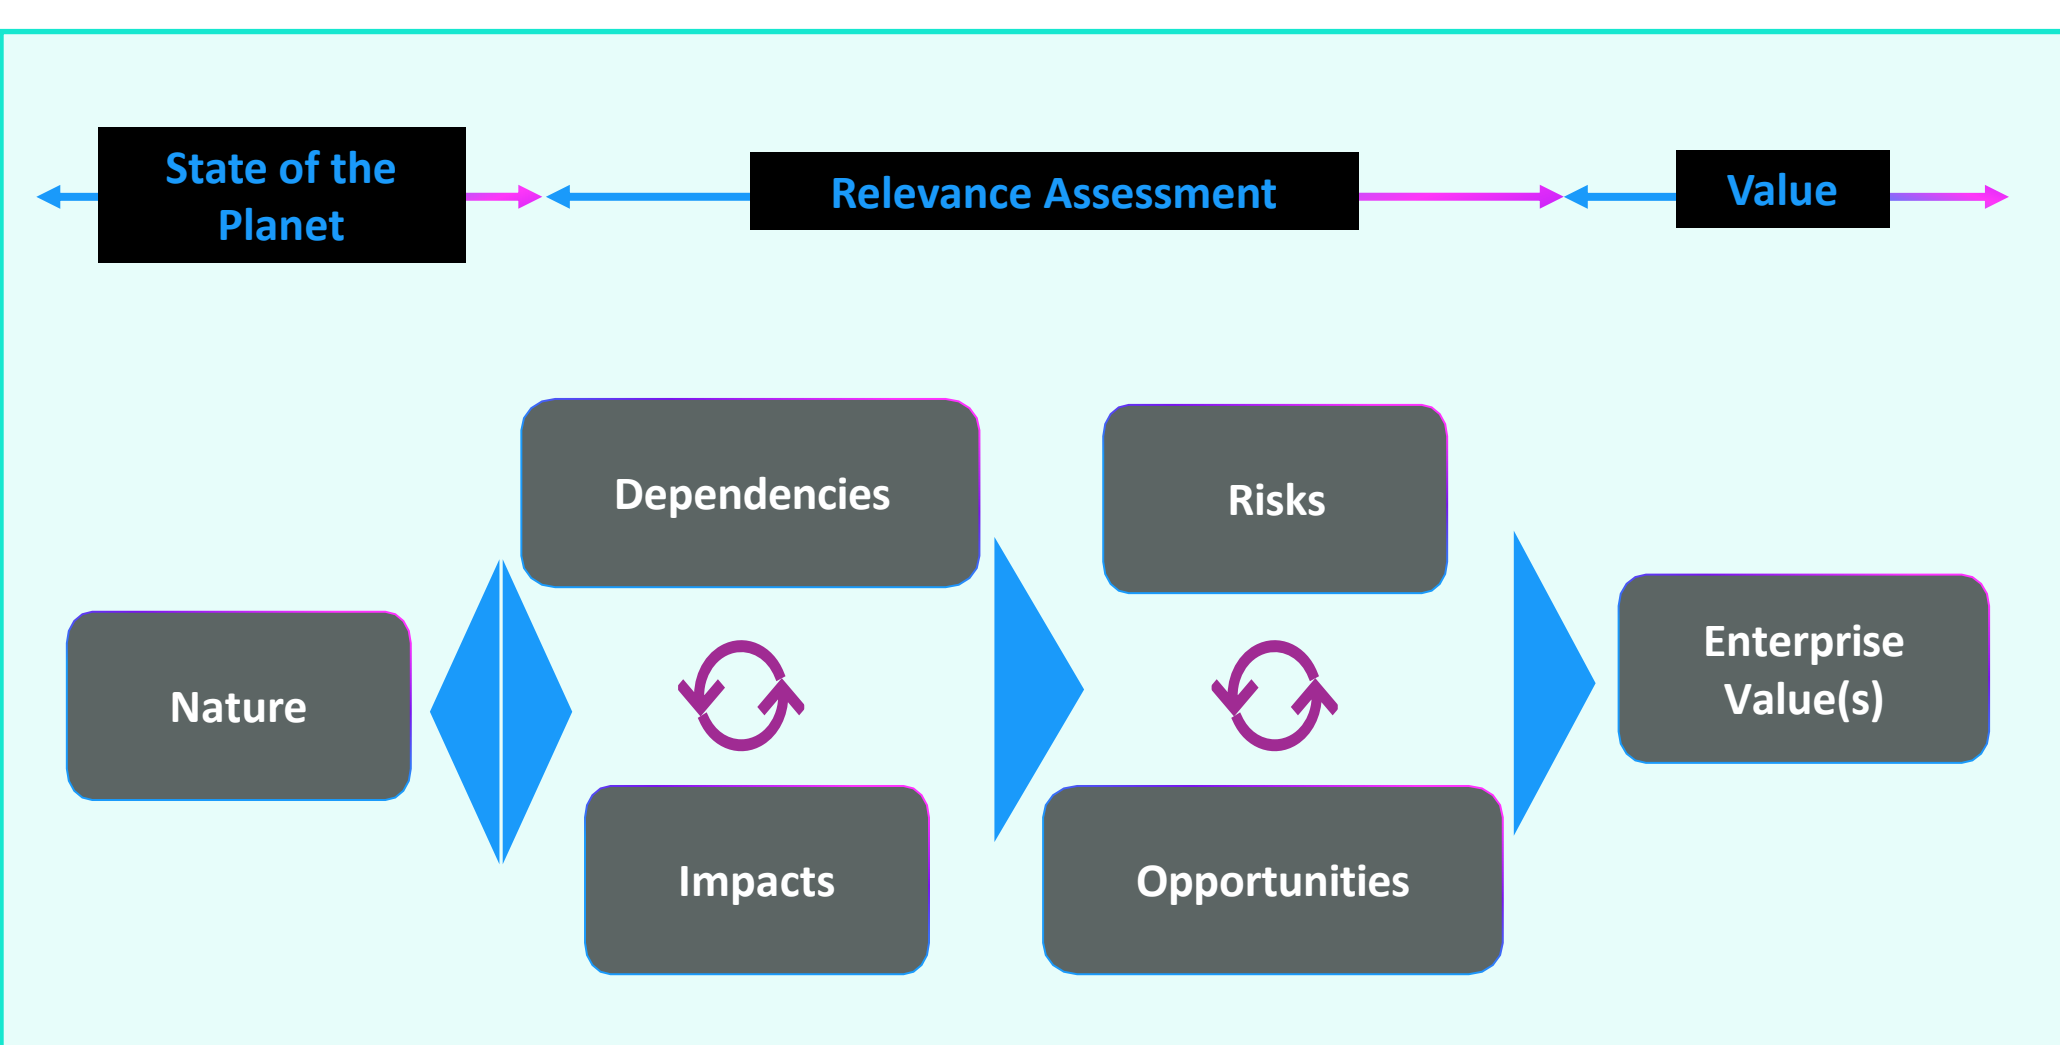 State of the
Planet
Relevance Assessment
Value
Dependencies
Risks
Nature
Enterprise
Value(s)
Impacts
Opportunities